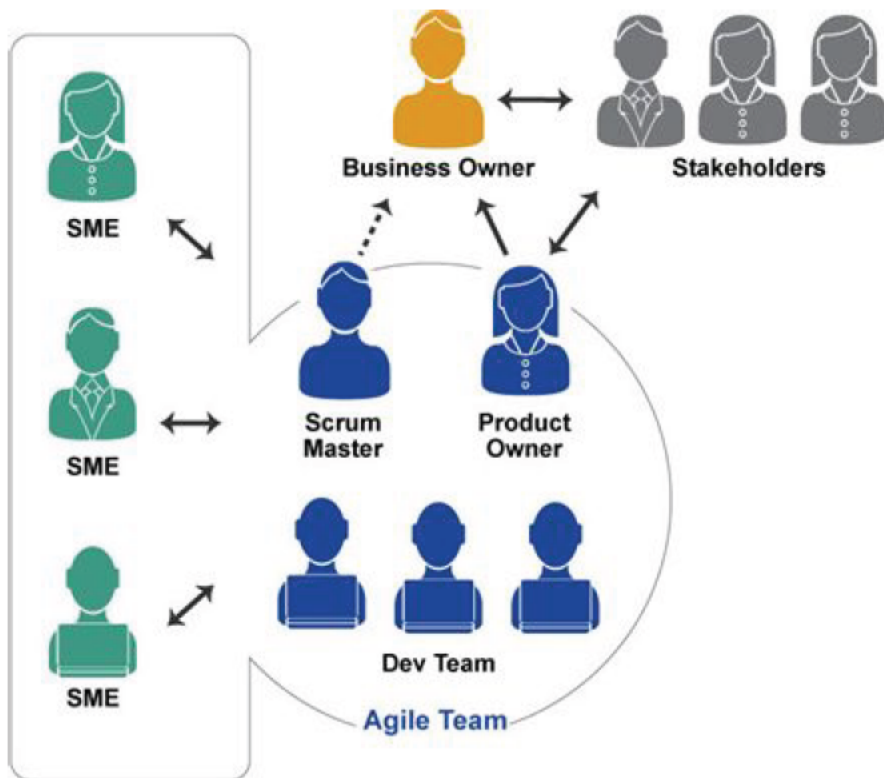 Business Owner
Stakeholders
SME
SME
SME
Scrum
Master
Product
Owner
Dev Team
Agile Team